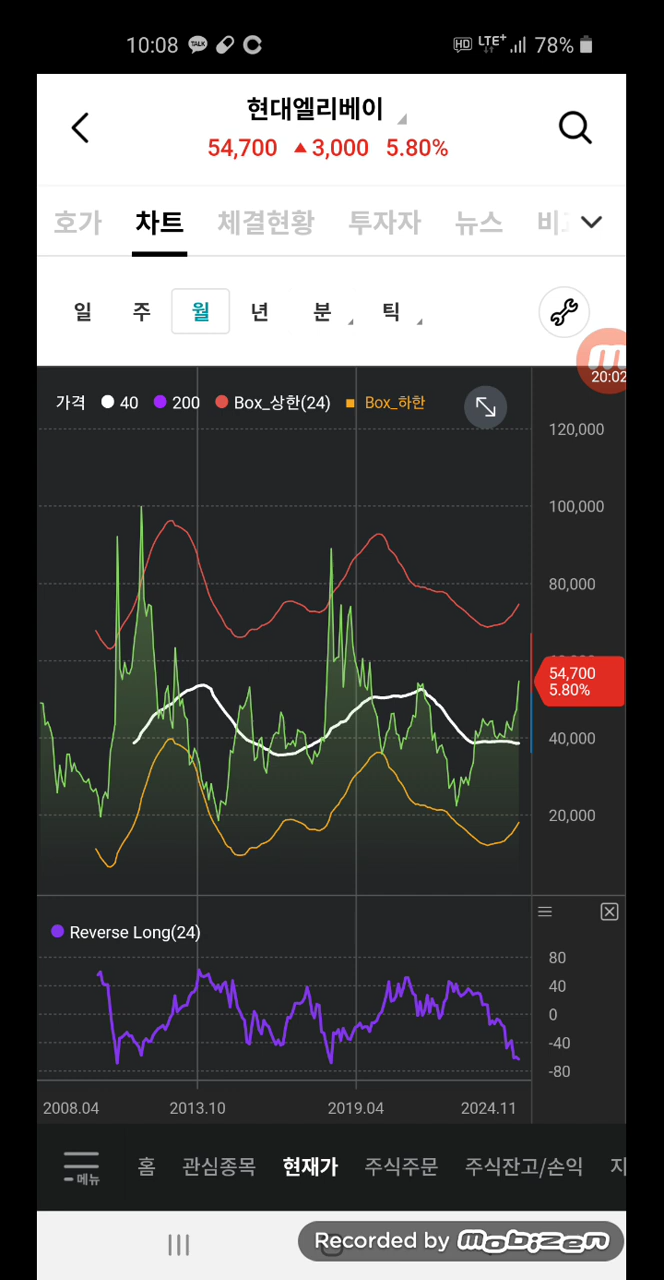 10:08 TALK HD LTE+ 78%
현대엘리베이
54,700 ▲ 3,000 5.80%
호가 차트 체결현황 투자자 뉴스
일 주 월 년 분 틱
20:02
가격 40 200 Box_상한(24) Box_하한
120,000
100,000
80,000
54,700
5.80%
40,000
20,000
Reverse Long(24)
80
40
0
-40
-80
2008.04 2013.10 2019.04 2024.11
메뉴 홈 관심종목 현재가 주식주문 주식잔고/손익
Recorded by mobizen